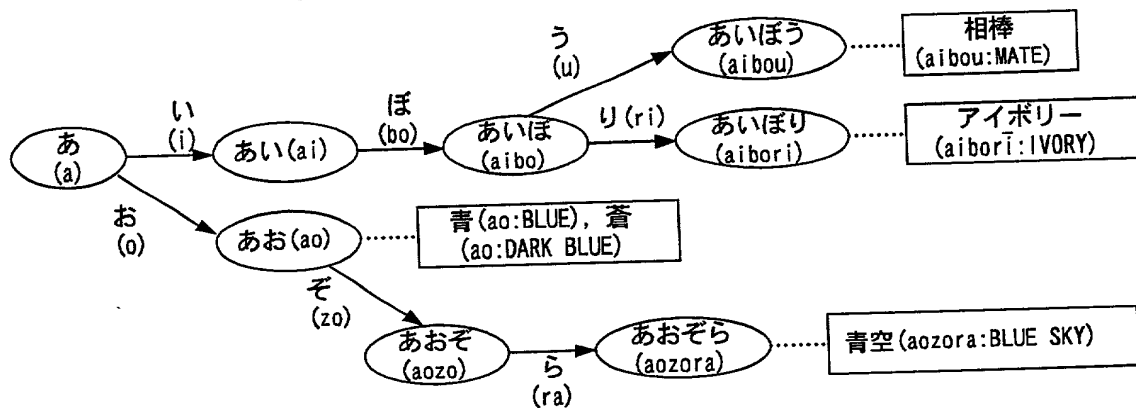 あ
(a)
い
(i)
あい(ai)
ぼ
(bo)
あいぼ
(aibo)
う
(u)
あいぼう
(aibou)
相棒
(aibou:MATE)
り(ri)
あいぼり
(aibori)
アイボリー
(aiborī:IVORY)
お
(o)
あお(ao)
青(ao:BLUE), 蒼
(ao:DARK BLUE)
ぞ
(zo)
あおぞ
(aozo)
ら
(ra)
あおぞら
(aozora)
青空(aozora:BLUE SKY)